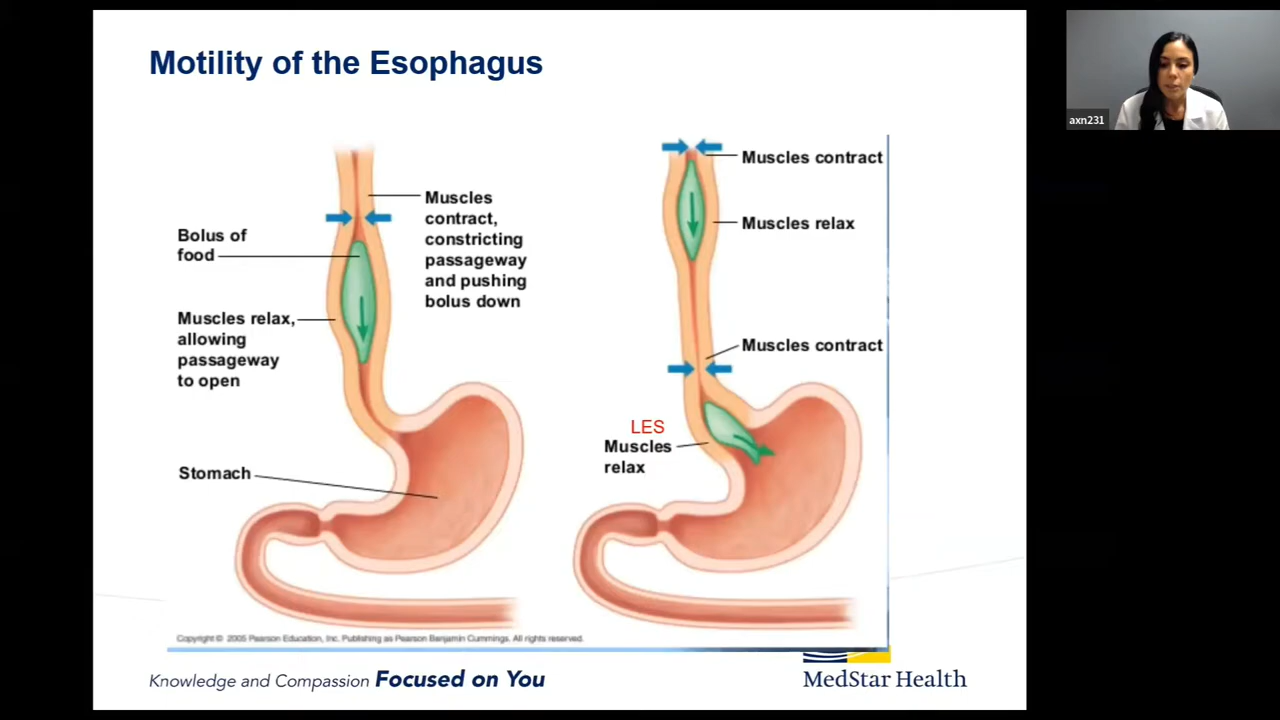 Motility of the Esophagus
axn231
Bolus of
food
Muscles relax,
allowing
passageway
to open
Stomach
Muscles
contract,
constricting
passageway
and pushing
bolus down
Muscles contract
Muscles relax
Muscles contract
LES
Muscles
relax
Copyright © 2005 Pearson Education, Inc. Publishing as Pearson Benjamin Cummings. All rights reserved.
Knowledge and Compassion Focused on You
MedStar Health